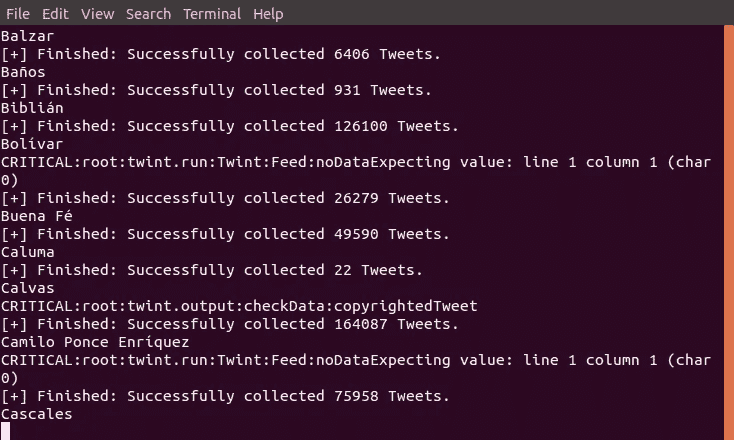 File Edit View Search Terminal Help
Balzar
[+] Finished: Successfully collected 6406 Tweets.
Baños
[+] Finished: Successfully collected 931 Tweets.
Biblián
[+] Finished: Successfully collected 126100 Tweets.
Bolívar
CRITICAL:root:twint.run:Twint:Feed:noDataExpecting value: line 1 column 1 (char
0)
[+] Finished: Successfully collected 26279 Tweets.
Buena Fé
[+] Finished: Successfully collected 49590 Tweets.
Caluma
[+] Finished: Successfully collected 22 Tweets.
Calvas
CRITICAL:root:twint.output:checkData:copyrightedTweet
[+] Finished: Successfully collected 164087 Tweets.
Camilo Ponce Enríquez
CRITICAL:root:twint.run:Twint:Feed:noDataExpecting value: line 1 column 1 (char
0)
[+] Finished: Successfully collected 75958 Tweets.
Cascales